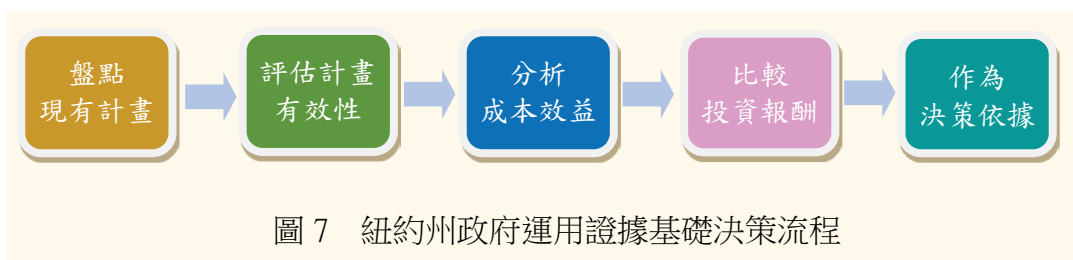 盤點
現有計畫
評估計畫
有效性
分析
成本效益
比較
投資報酬
作為
決策依據
圖 7　紐約州政府運用證據基礎決策流程